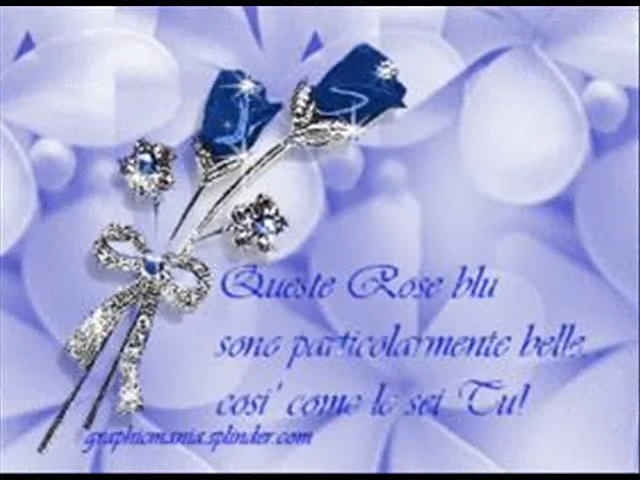 Queste Rose blu
sono particolarmente belle..
cosi' come lo sei Tu!
graphicmania.splinder.com